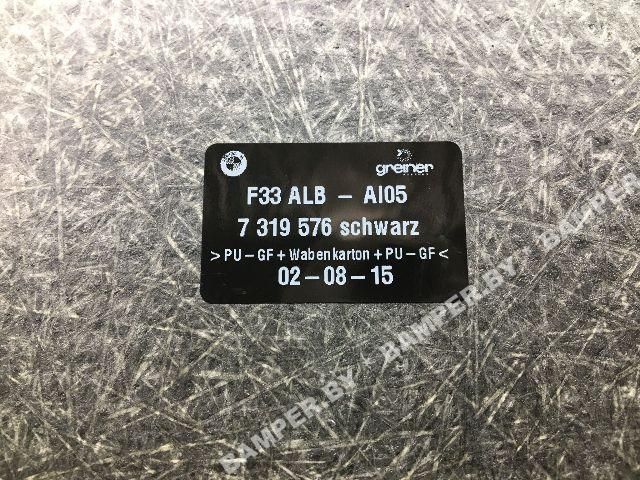 greiner
F33 ALB – AI05
7 319 576 schwarz
>PU–GF+Wabenkarton+PU–GF<
02–08–15
BAMPER.BY - BAMPER.BY - BAMPER.BY